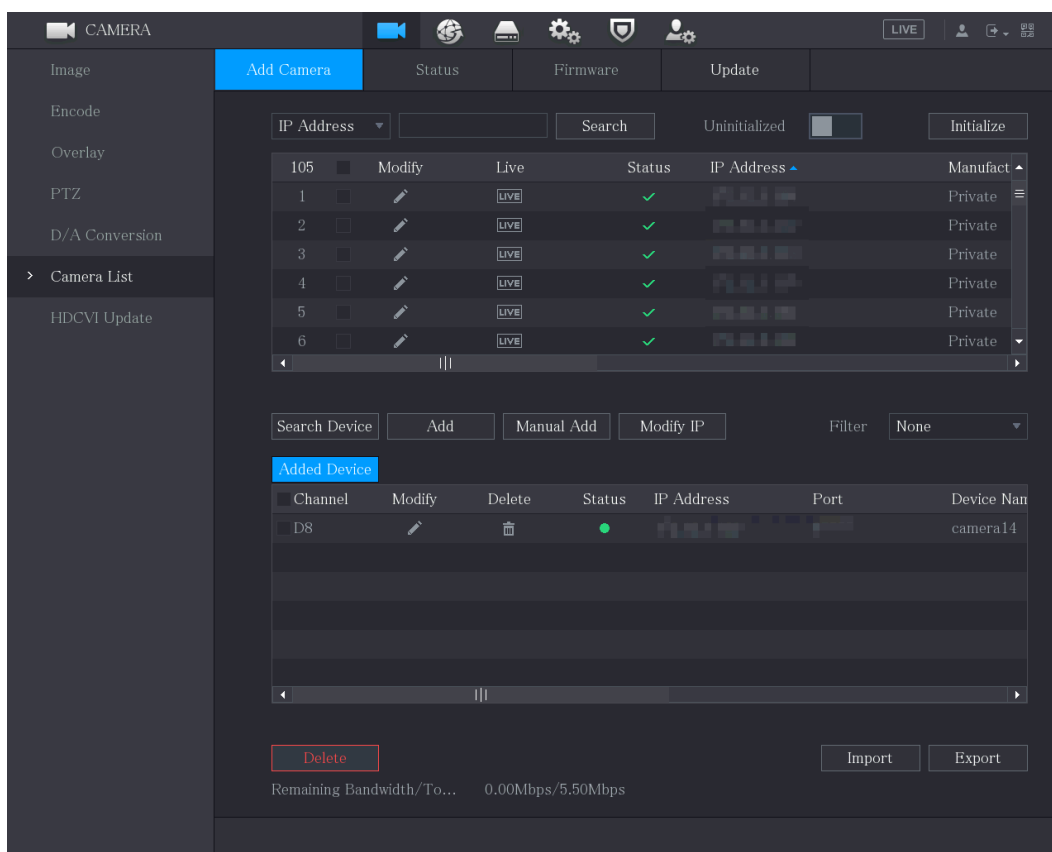 CAMERA LIVE
Image
Encode
Overlay
PTZ
D/A Conversion
Camera List
HDCVI Update
Add Camera Status Firmware Update
IP Address Search Uninitialized Initialize
105 Modify Live Status IP Address Manufact
1 LIVE Private
2 LIVE Private
3 LIVE Private
4 LIVE Private
5 LIVE Private
6 LIVE Private
Search Device Add Manual Add Modify IP Filter None
Added Device
Channel Modify Delete Status IP Address Port Device Nam
D8 camera14
Delete Import Export
Remaining Bandwidth/To... 0.00Mbps/5.50Mbps